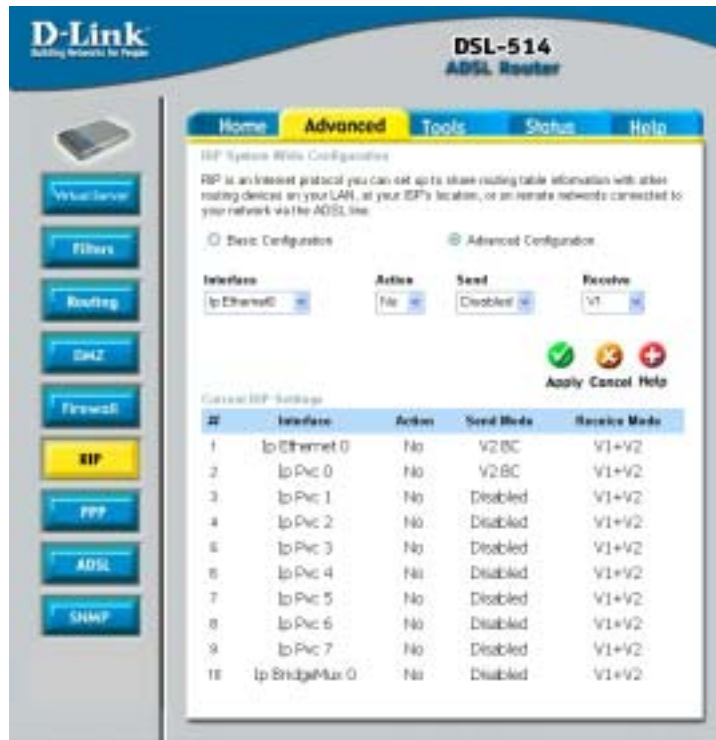 D-Link
Building Networks for People
DSL-514
ADSL Router
Home Advanced Tools Status Help
RIP System Wide Configuration
RIP is an Internet protocol you can set up to share routing table information with other
routing devices on your LAN, at your ISP's location, or on remote networks connected to
your network via the ADSL line.
Basic Configuration Advanced Configuration
Interface Action Send Receive
Ip Ethernet0 No Disabled V1
Apply Cancel Help
Current RIP Settings
# Interface Action Send Mode Receive Mode
1 Ip Ethernet 0 No V2BC V1+V2
2 Ip Pvc 0 No V2BC V1+V2
3 Ip Pvc 1 No Disabled V1+V2
4 Ip Pvc 2 No Disabled V1+V2
5 Ip Pvc 3 No Disabled V1+V2
6 Ip Pvc 4 No Disabled V1+V2
7 Ip Pvc 5 No Disabled V1+V2
8 Ip Pvc 6 No Disabled V1+V2
9 Ip Pvc 7 No Disabled V1+V2
10 Ip BridgeMux 0 No Disabled V1+V2
Virtual Server
Filters
Routing
DMZ
Firewall
RIP
PPP
ADSL
SNMP